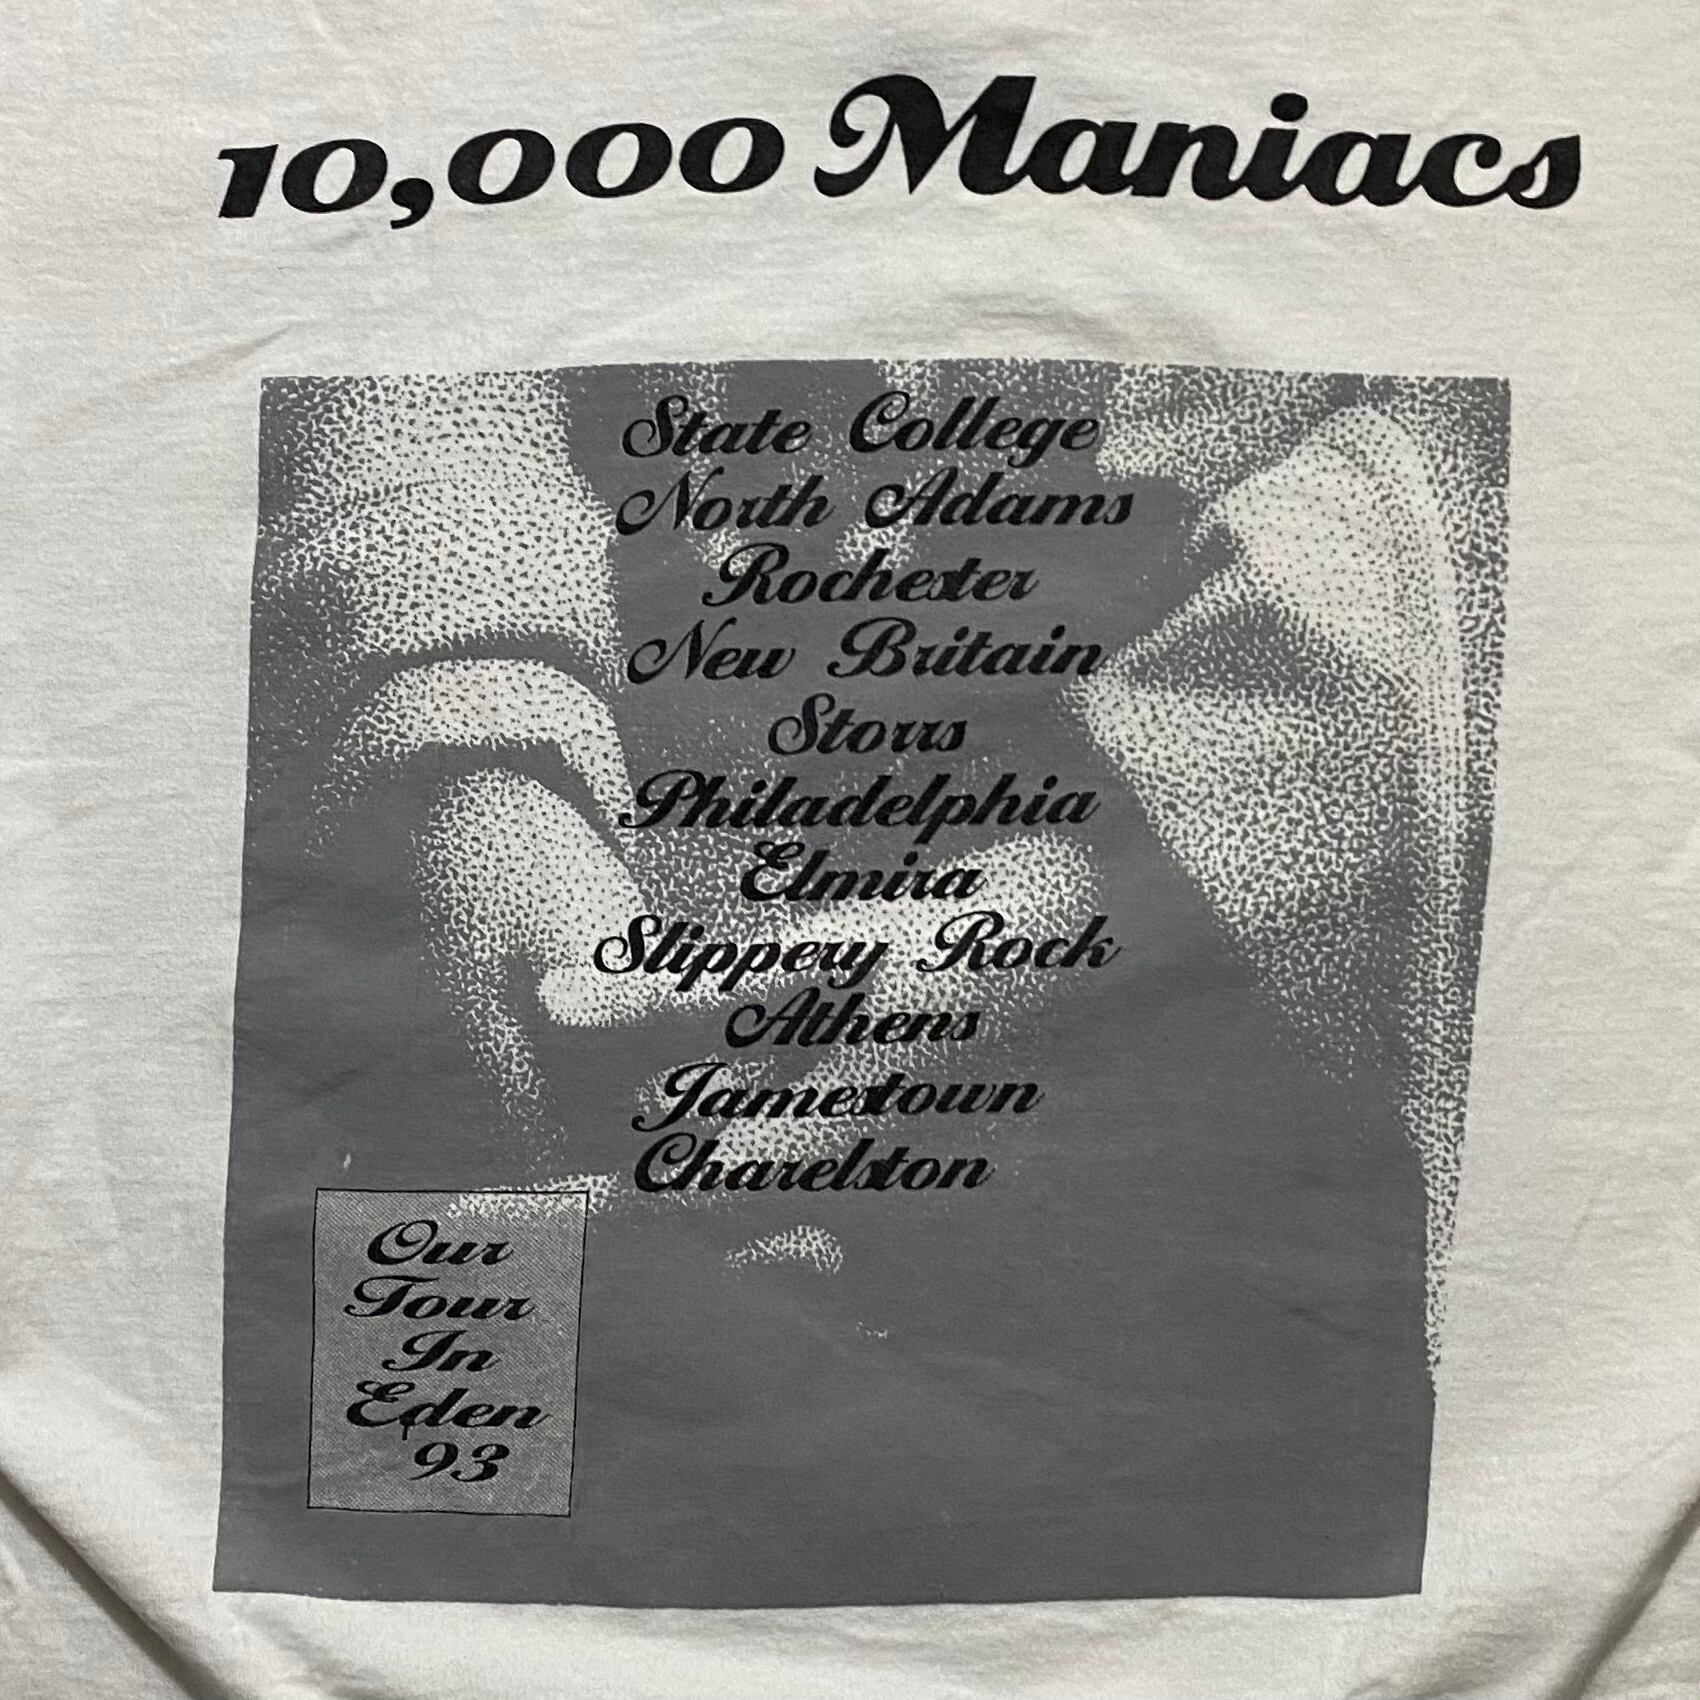 10,000 Maniacs
State College
North Adams
Rochester
New Britain
Storrs
Philadelphia
Elmira
Slippery Rock
Athens
Jamestown
Charelston
Our
Tour
In
Eden
93